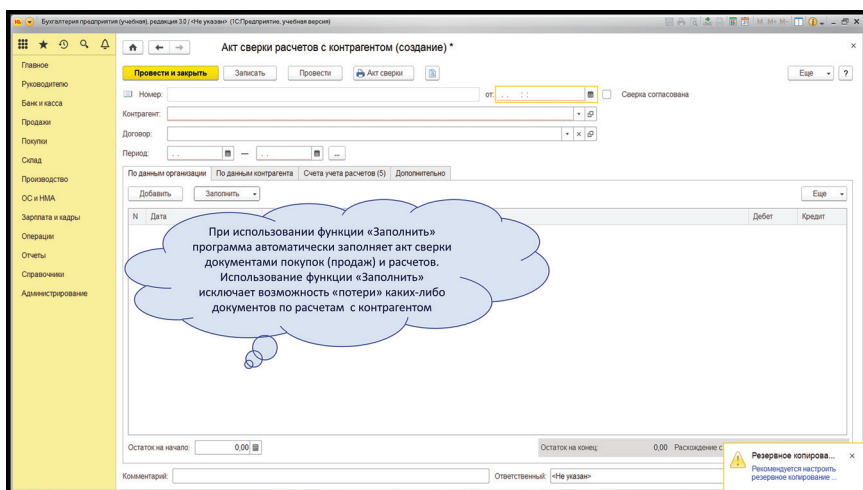 Бухгалтерия предприятия (учебная), редакция 3.0 / <Не указан> (1С:Предприятие, учебная версия)
M M+ M-
Главное
Руководителю
Банк и касса
Продажи
Покупки
Склад
Производство
ОС и НМА
Зарплата и кадры
Операции
Отчеты
Справочники
Администрирование
Акт сверки расчетов с контрагентом (создание) *
Провести и закрыть Записать Провести Акт сверки Еще ?
Номер: от: . . : : Сверка согласована
Контрагент:
Договор:
Период: . . — . . ...
По данным организации По данным контрагента Счета учета расчетов (5) Дополнительно
Добавить Заполнить Еще
N Дата Дебет Кредит
При использовании функции «Заполнить»
программа автоматически заполняет акт сверки
документами покупок (продаж) и расчетов.
Использование функции «Заполнить»
исключает возможность «потери» каких-либо
документов по расчетам с контрагентом
Остаток на начало: 0,00 Остаток на конец: 0,00 Расхождение с
Комментарий: Ответственный: <Не указан>
Резервное копирова... ×
Рекомендуется настроить
резервное копирование ...